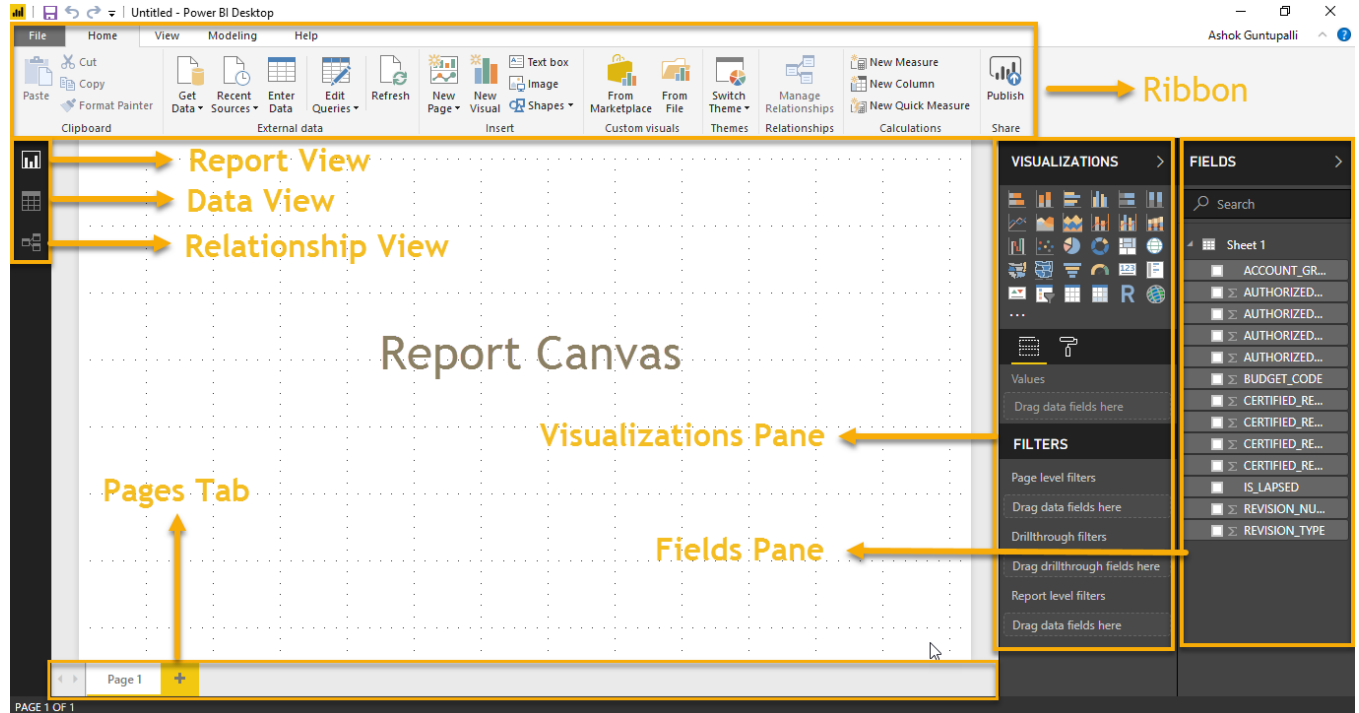 Untitled - Power BI Desktop
File Home View Modeling Help Ashok Guntupalli ?
Paste
Cut
Copy
Format Painter
Clipboard
Get Data
Recent Sources
Enter Data
Edit Queries
Refresh
External data
New Page
New Visual
Text box
Image
Shapes
Insert
From Marketplace
From File
Custom visuals
Switch Theme
Themes
Manage Relationships
Relationships
New Measure
New Column
New Quick Measure
Calculations
Publish
Share
Ribbon
Report View
Data View
Relationship View
Report Canvas
Visualizations Pane
Pages Tab
Fields Pane
VISUALIZATIONS
123
R
...
Values
Drag data fields here
FILTERS
Page level filters
Drag data fields here
Drillthrough filters
Drag drillthrough fields here
Report level filters
Drag data fields here
FIELDS
Search
Sheet 1
ACCOUNT_GR...
Σ AUTHORIZED...
Σ AUTHORIZED...
Σ AUTHORIZED...
Σ AUTHORIZED...
Σ BUDGET_CODE
Σ CERTIFIED_RE...
Σ CERTIFIED_RE...
Σ CERTIFIED_RE...
Σ CERTIFIED_RE...
IS_LAPSED
Σ REVISION_NU...
Σ REVISION_TYPE
Page 1 +
PAGE 1 OF 1